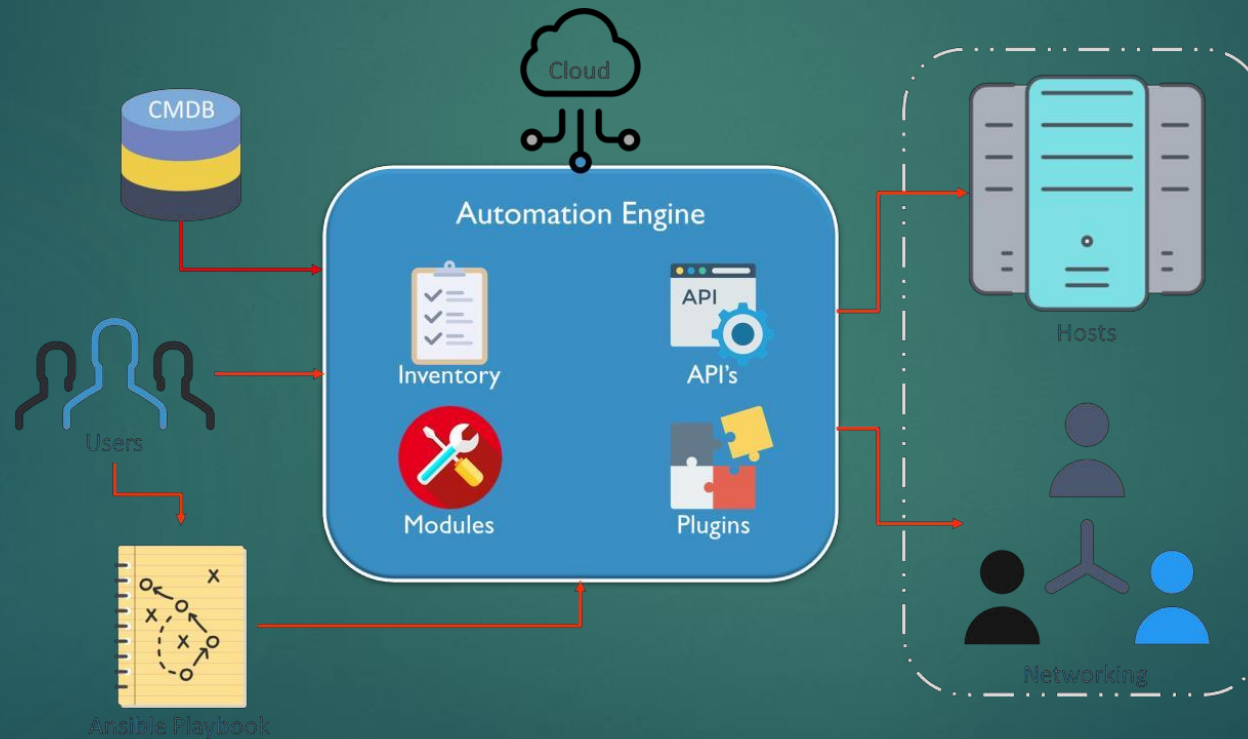 Cloud
CMDB
Automation Engine
API
Inventory
API's
Hosts
Users
Modules
Plugins
Networking
Ansible Playbook
x
x
x